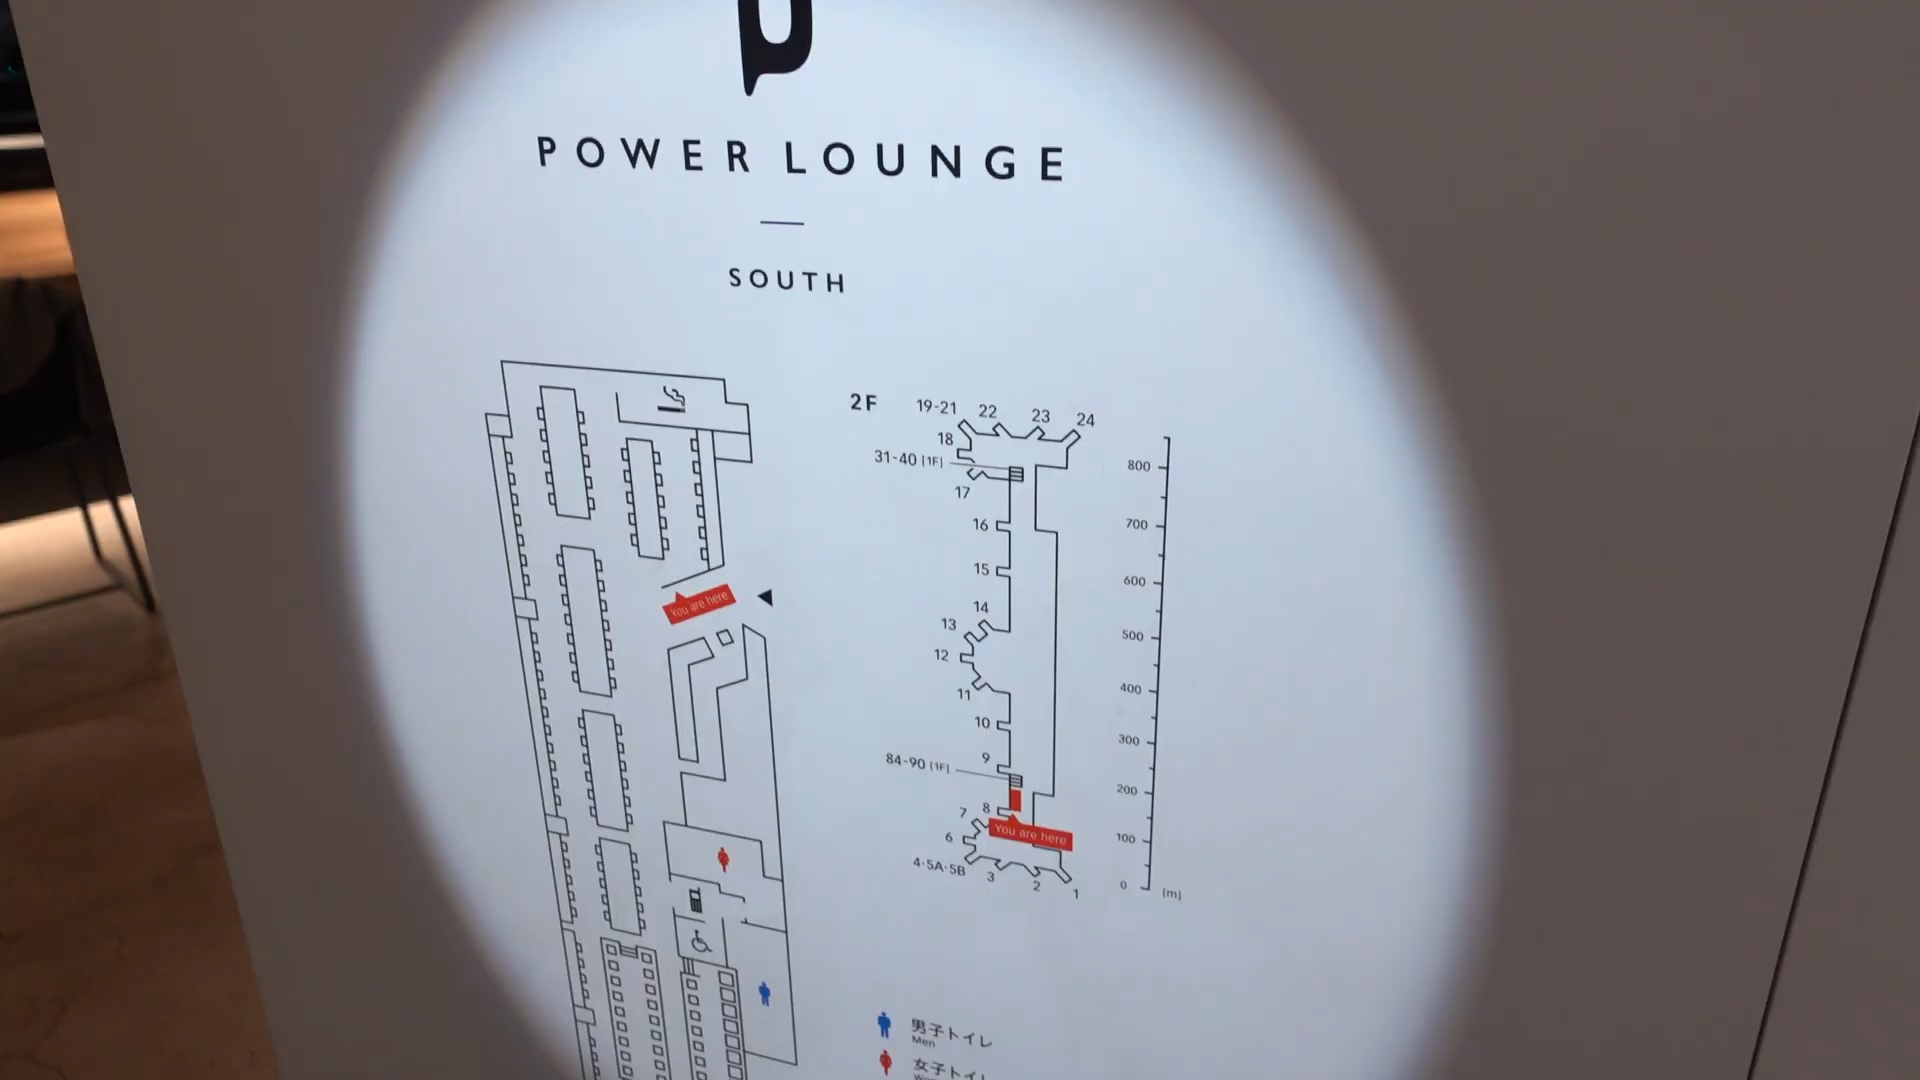 POWER LOUNGE
SOUTH
You are here
2F
19-21
22
23
24
18
31-40 (1F)
17
16
15
14
13
12
11
10
9
84-90 (1F)
8
7
6
You are here
4·5A·5B
3
2
1
800
700
600
500
400
300
200
100
0
[m]
男子トイレ
Men
女子トイレ